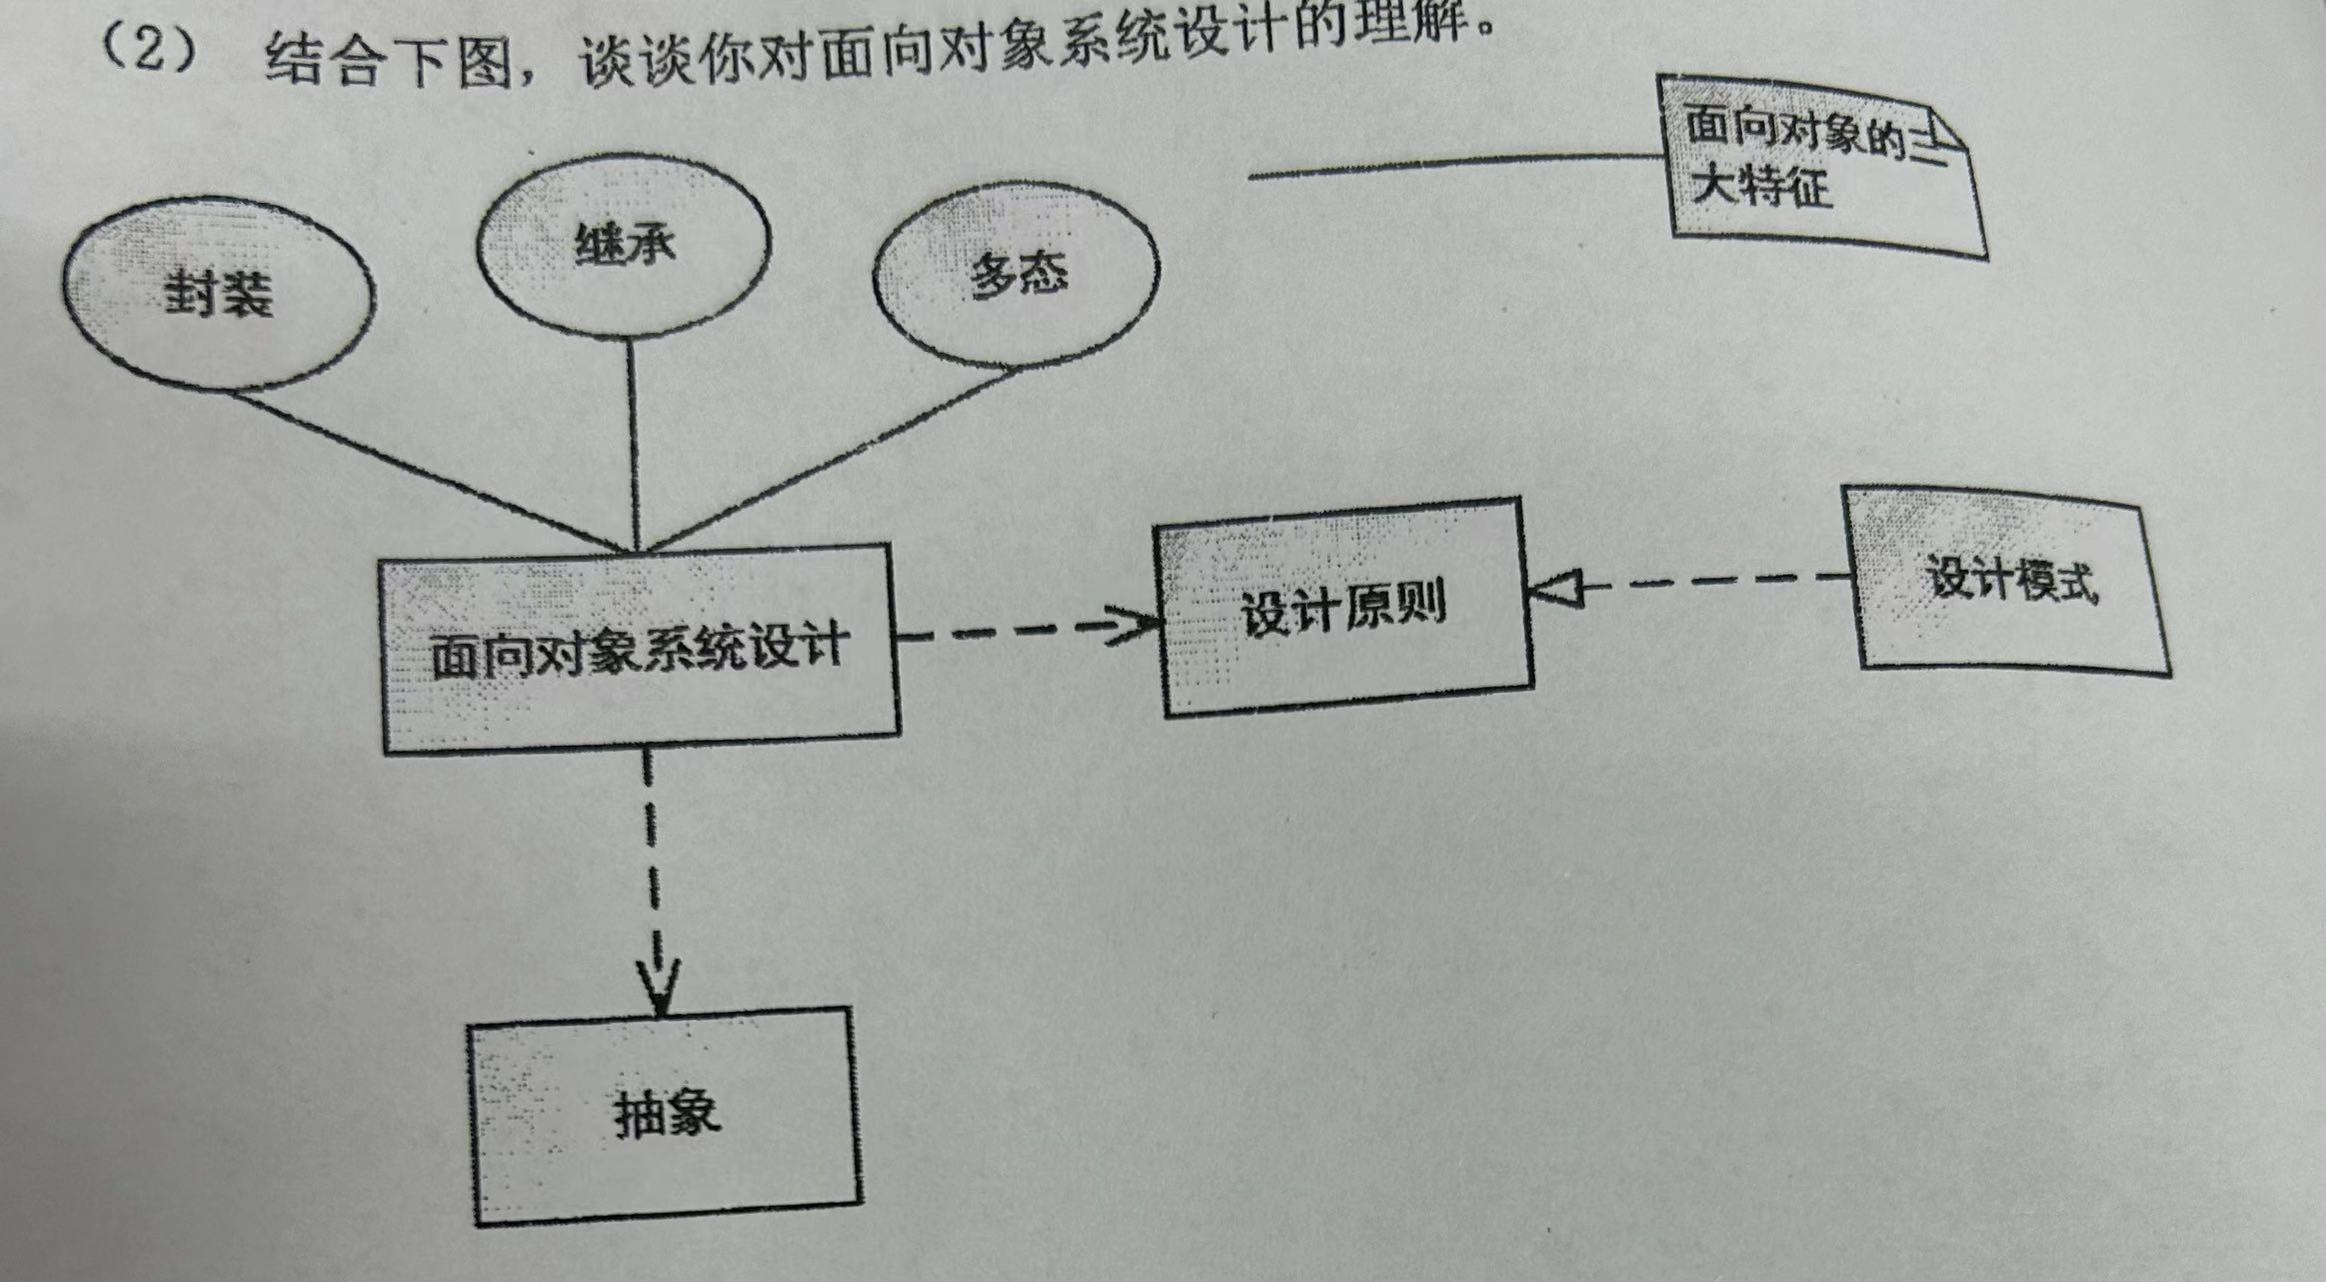 （2） 结合下图，谈谈你对面向对象系统设计的理解。
面向对象的三
大特征
封装
继承
多态
面向对象系统设计
设计原则
设计模式
抽象